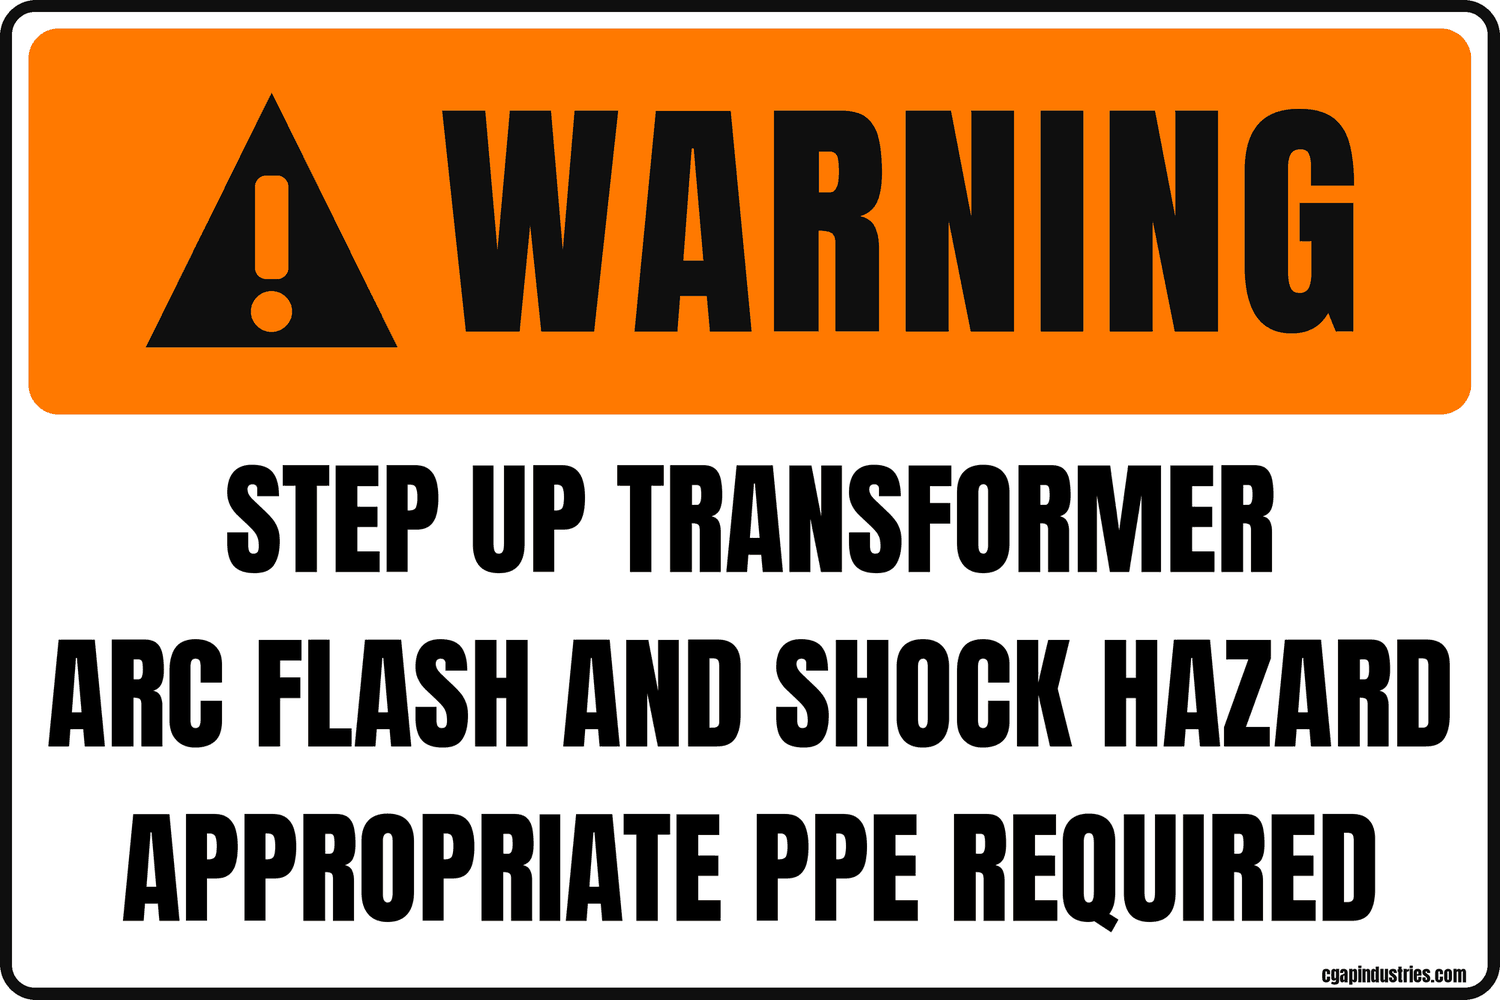 WARNING
STEP UP TRANSFORMER
ARC FLASH AND SHOCK HAZARD
APPROPRIATE PPE REQUIRED
cgapindustries.com